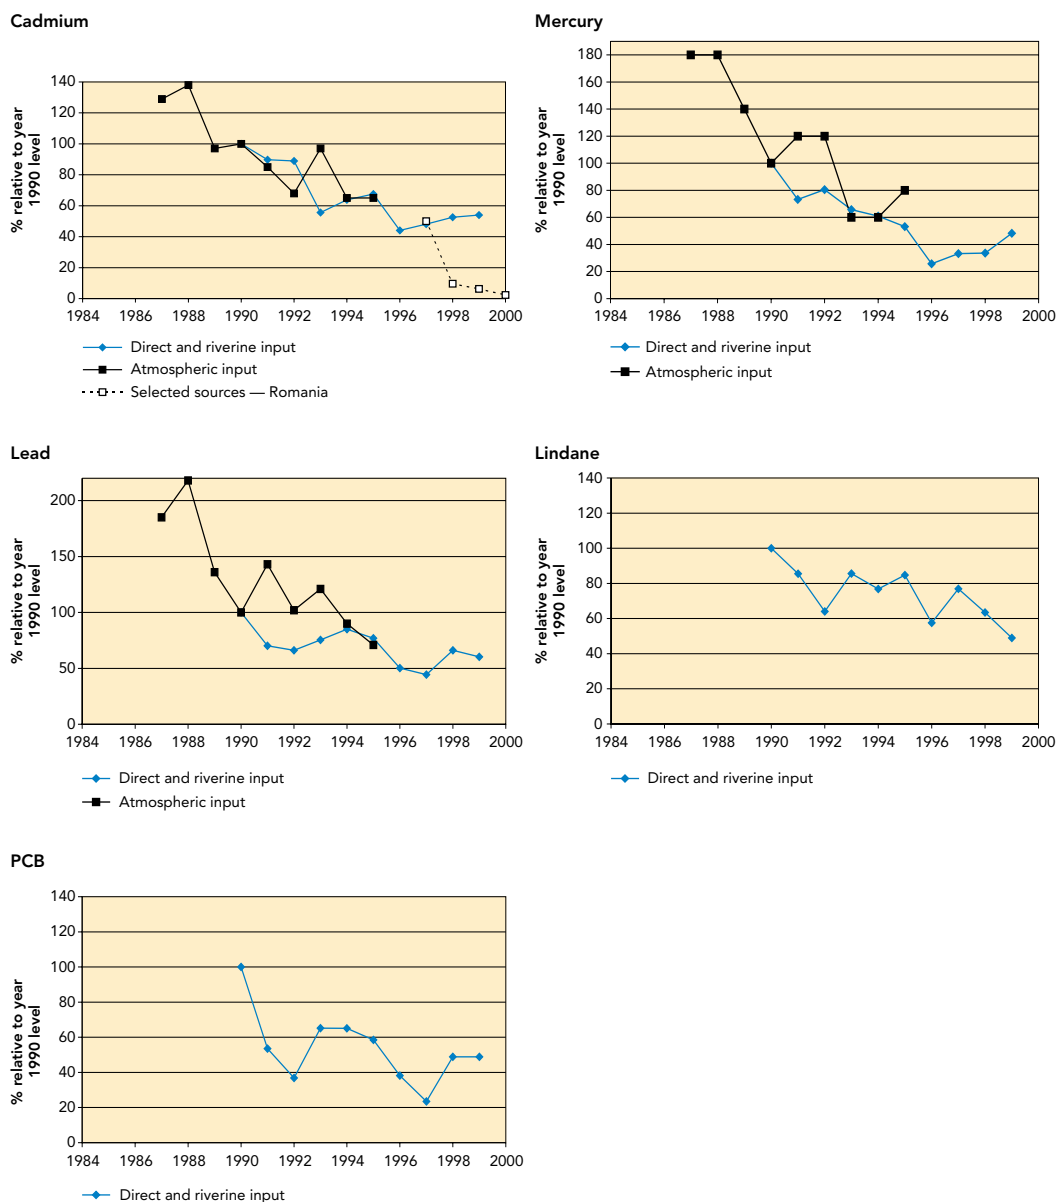 Cadmium
% relative to year
1990 level
140
120
100
80
60
40
20
0
1984 1986 1988 1990 1992 1994 1996 1998 2000
Direct and riverine input
Atmospheric input
Selected sources — Romania
Mercury
% relative to year
1990 level
180
160
140
120
100
80
60
40
20
0
1984 1986 1988 1990 1992 1994 1996 1998 2000
Direct and riverine input
Atmospheric input
Lead
% relative to year
1990 level
200
150
100
50
0
1984 1986 1988 1990 1992 1994 1996 1998 2000
Direct and riverine input
Atmospheric input
Lindane
% relative to year
1990 level
140
120
100
80
60
40
20
0
1984 1986 1988 1990 1992 1994 1996 1998 2000
Direct and riverine input
PCB
% relative to year
1990 level
140
120
100
80
60
40
20
0
1984 1986 1988 1990 1992 1994 1996 1998 2000
Direct and riverine input